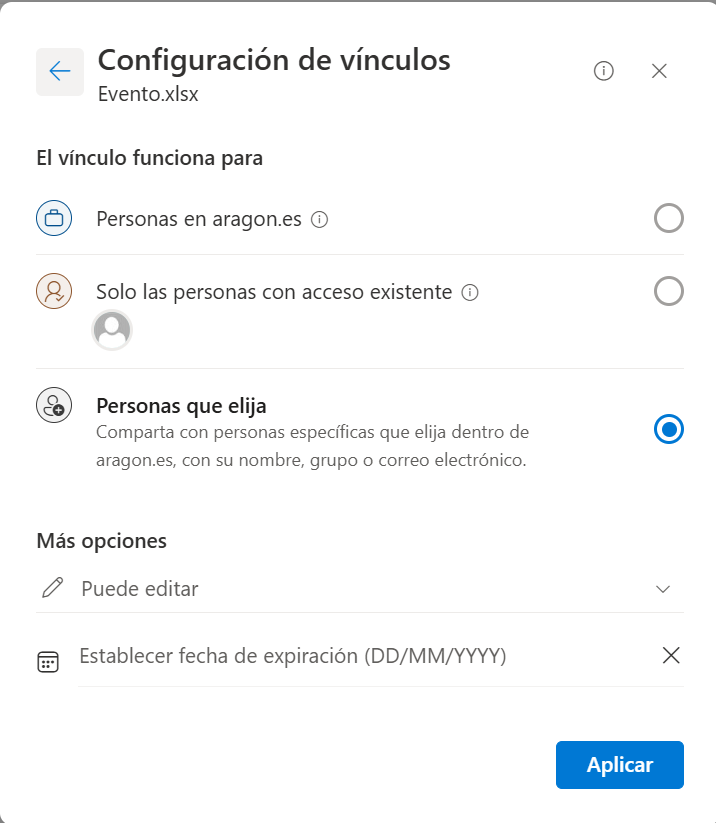 Configuración de vínculos
Evento.xlsx
El vínculo funciona para
Personas en aragon.es
Solo las personas con acceso existente
Personas que elija
Comparta con personas específicas que elija dentro de
aragon.es, con su nombre, grupo o correo electrónico.
Más opciones
Puede editar
Establecer fecha de expiración (DD/MM/YYYY)
Aplicar